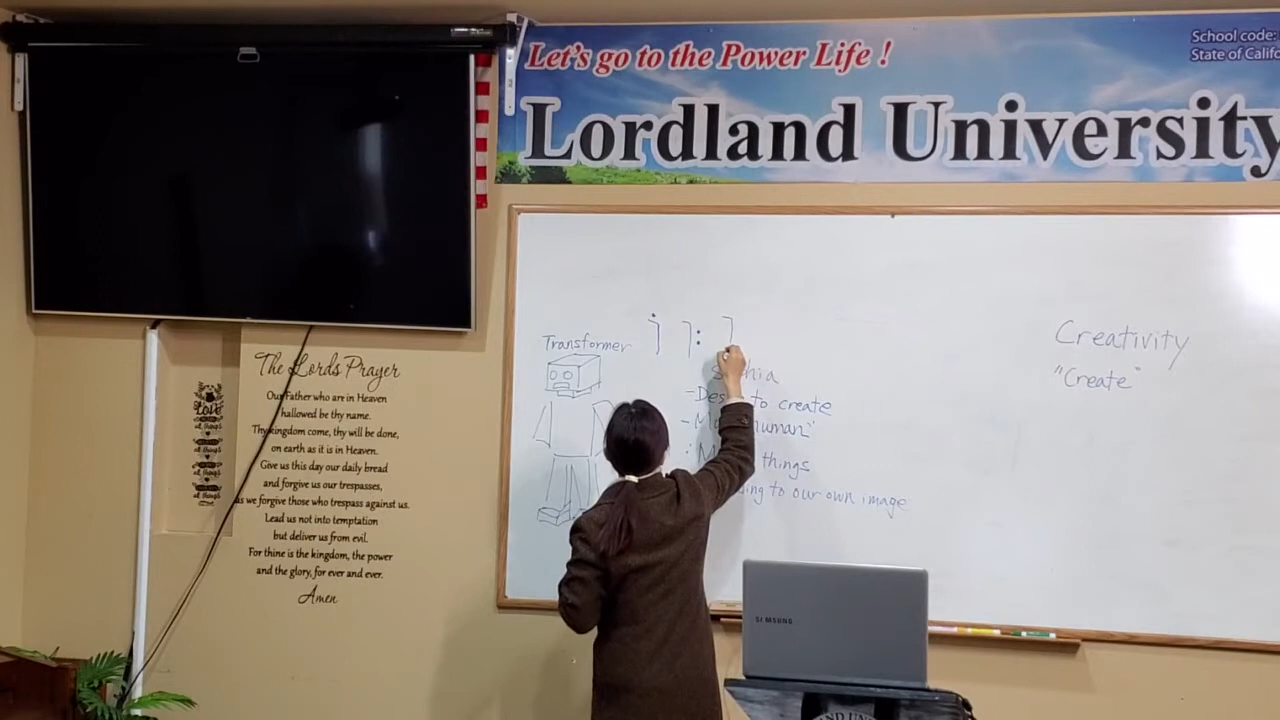 Let's go to the Power Life !
School code:
State of Califo
Lordland University
Transformer
Creativity
"Create"
to create
human"
things
to our own image
The Lords Prayer
Our Father who are in Heaven
hallowed be thy name.
Thy kingdom come, thy will be done,
on earth as it is in Heaven.
Give us this day our daily bread
and forgive us our trespasses,
as we forgive those who trespass against us.
Lead us not into temptation
but deliver us from evil.
For thine is the kingdom, the power
and the glory, for ever and ever.
Amen
love
SAMSUNG